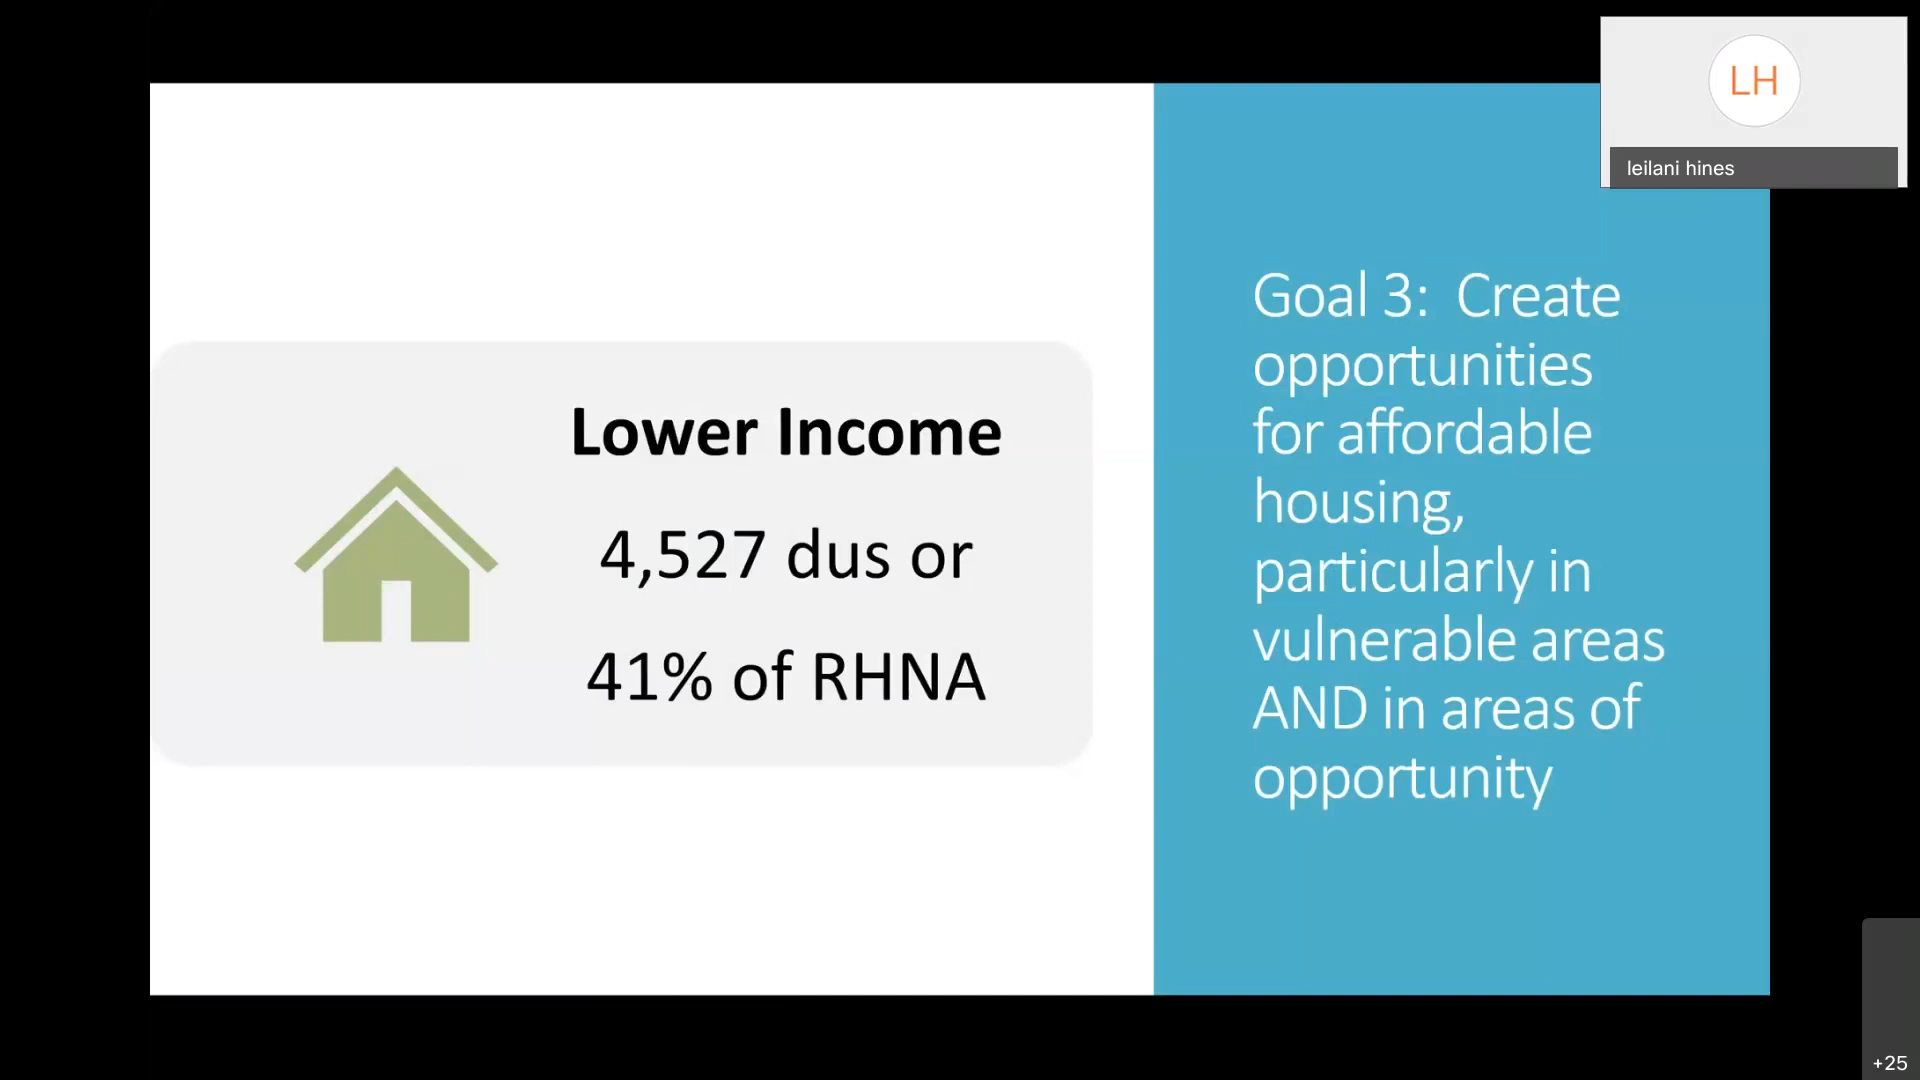 LH
leilani hines
Lower Income
4,527 dus or
41% of RHNA
Goal 3:  Create
opportunities
for affordable
housing,
particularly in
vulnerable areas
AND in areas of
opportunity
+25